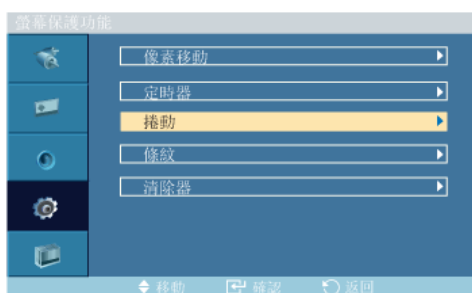 螢幕保護功能
像素移動
定時器
捲動
條紋
清除器
移動 確認 返回